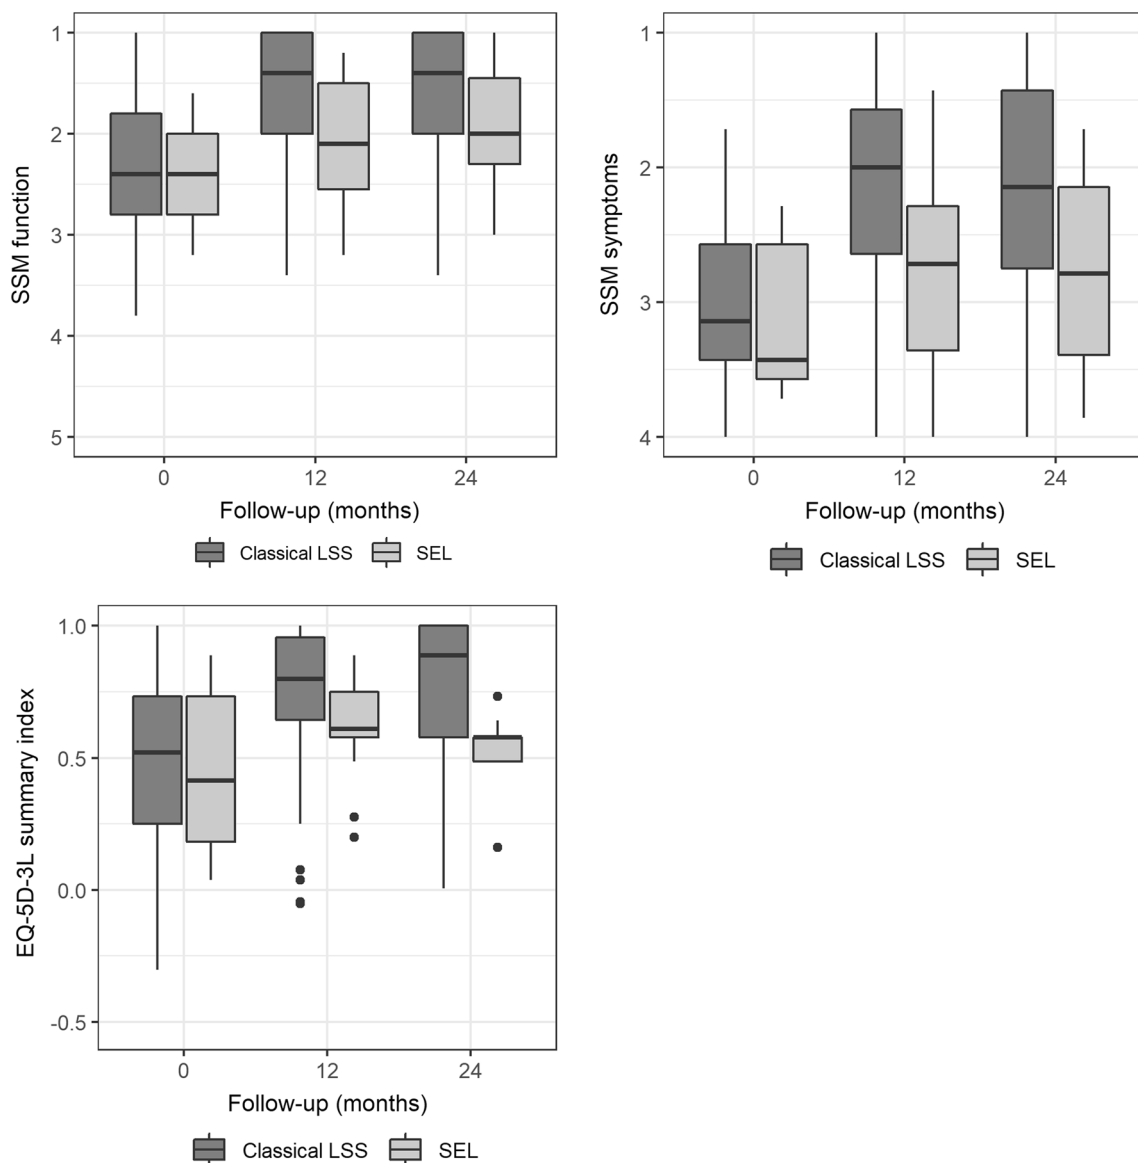 SSM function
1
2
3
4
5
0 12 24
Follow-up (months)
Classical LSS SEL
SSM symptoms
1
2
3
4
0 12 24
Follow-up (months)
Classical LSS SEL
EQ-5D-3L summary index
1.0
0.5
0.0
-0.5
0 12 24
Follow-up (months)
Classical LSS SEL